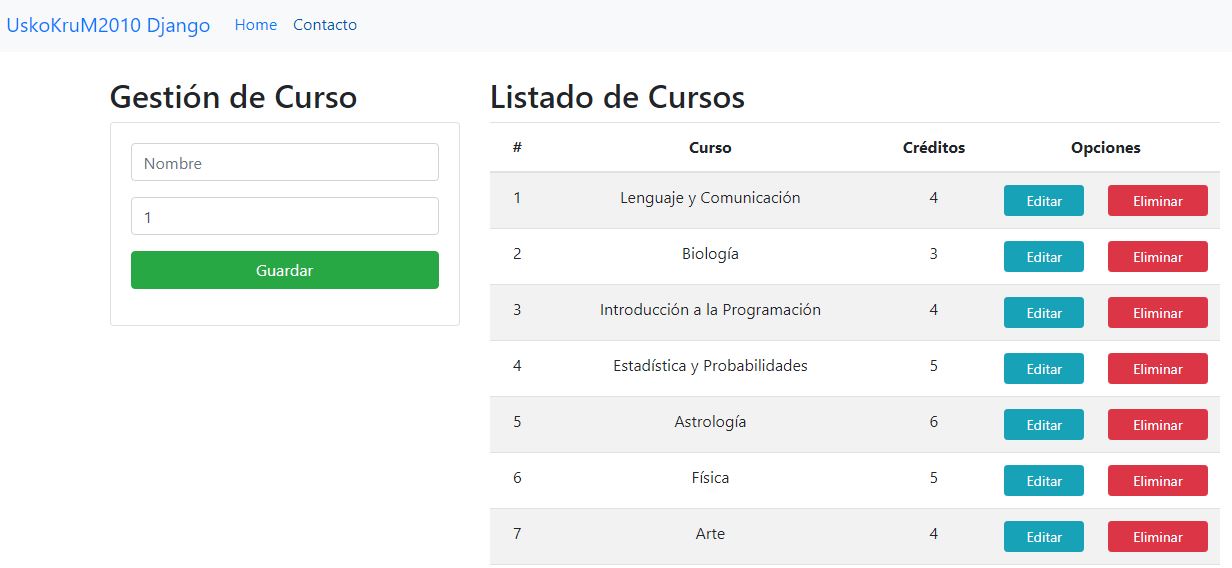 UskoKruM2010 Django Home Contacto
Gestión de Curso
Nombre
1
Guardar
Listado de Cursos
# Curso Créditos Opciones
1 Lenguaje y Comunicación 4 Editar Eliminar
2 Biología 3 Editar Eliminar
3 Introducción a la Programación 4 Editar Eliminar
4 Estadística y Probabilidades 5 Editar Eliminar
5 Astrología 6 Editar Eliminar
6 Física 5 Editar Eliminar
7 Arte 4 Editar Eliminar